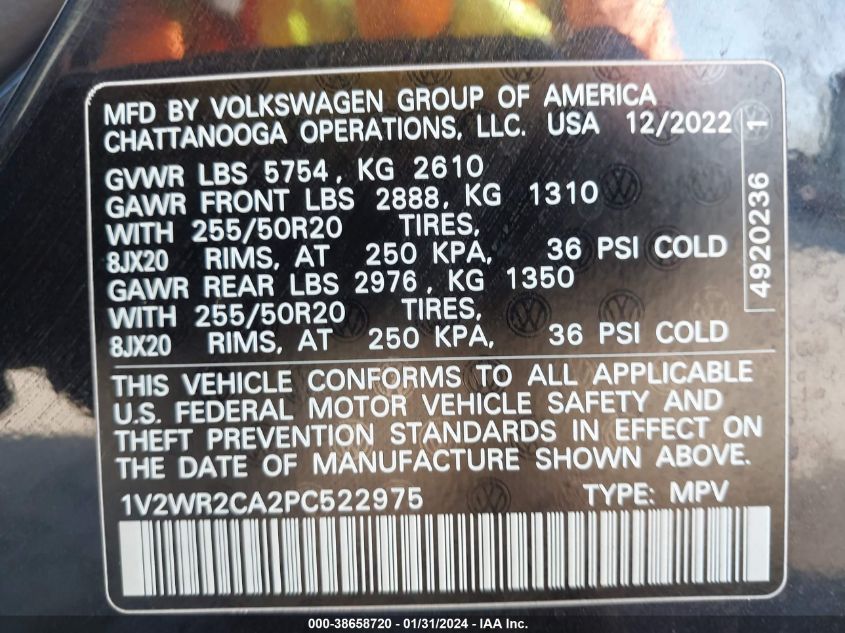 MFD BY VOLKSWAGEN GROUP OF AMERICA
CHATTANOOGA OPERATIONS, LLC. USA 12/2022
GVWR LBS 5754, KG 2610
GAWR FRONT LBS 2888, KG 1310
WITH 255/50R20 TIRES,
8JX20 RIMS, AT 250 KPA, 36 PSI COLD
GAWR REAR LBS 2976, KG 1350
WITH 255/50R20 TIRES,
8JX20 RIMS, AT 250 KPA, 36 PSI COLD
4920236 1
THIS VEHICLE CONFORMS TO ALL APPLICABLE
U.S. FEDERAL MOTOR VEHICLE SAFETY AND
THEFT PREVENTION STANDARDS IN EFFECT ON
THE DATE OF MANUFACTURE SHOWN ABOVE.
1V2WR2CA2PC522975 TYPE: MPV
000-38658720 - 01/31/2024 - IAA Inc.